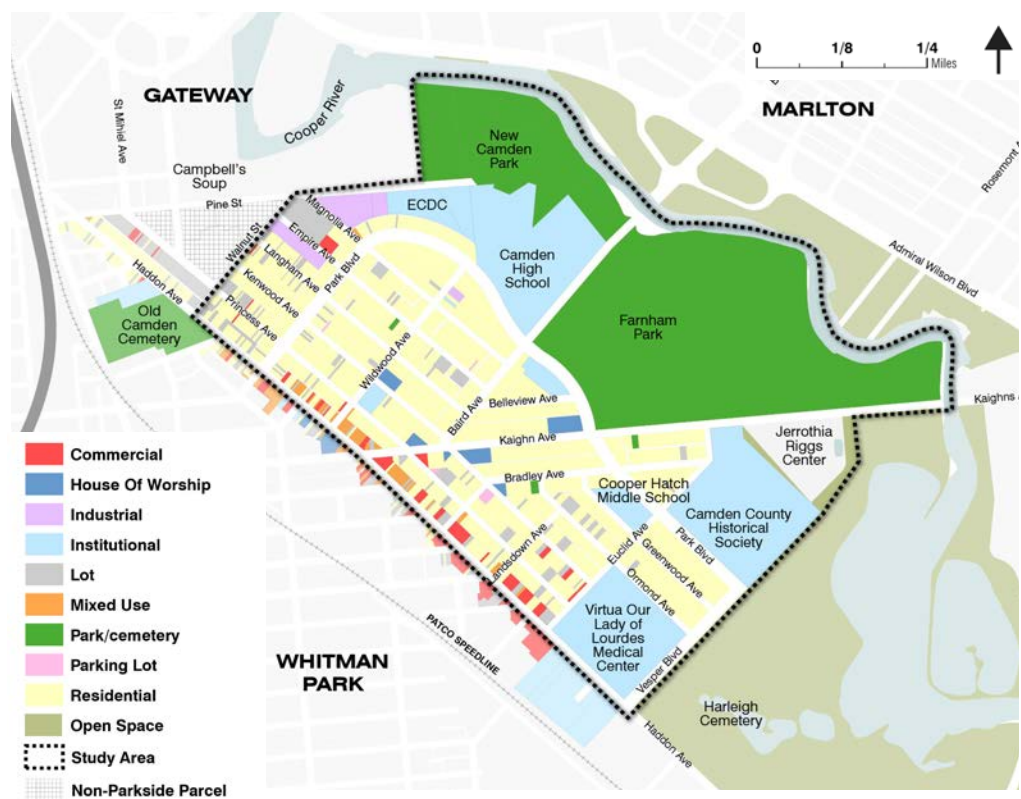 0
1/8
1/4
Miles
GATEWAY
MARLTON
St Mihiel Ave
Cooper River
New
Camden
Park
Rosemont A
Campbell's
Soup
Pine St
ECDC
Magnolia Ave
Walnut St
Empire Ave
Park Blvd
Langham Ave
Camden
High
School
Admiral Wilson Blvd
Kenwood Ave
Haddon Ave
Princess Ave
Old
Camden
Cemetery
Farnham
Park
Wildwood Ave
Baird Ave
Belleview Ave
Kaighns A
Kaighn Ave
Jerrothia
Riggs
Center
Bradley Ave
Cooper Hatch
Middle School
Camden County
Historical
Society
Park Blvd
Euclid Ave
Greenwood Ave
Landsdown Ave
Ormond Ave
Virtua Our
Lady of
Lourdes
Medical
Center
Vesper Blvd
PATCO SPEEDLINE
WHITMAN
PARK
Harleigh
Cemetery
Haddon Ave
Commercial
House Of Worship
Industrial
Institutional
Lot
Mixed Use
Park/cemetery
Parking Lot
Residential
Open Space
Study Area
Non-Parkside Parcel